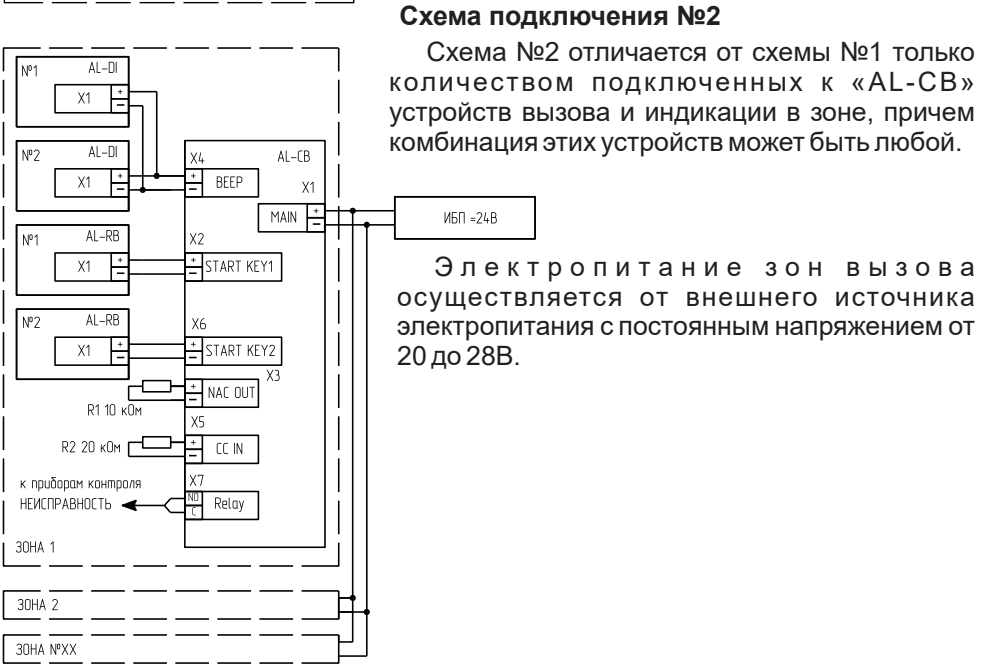 Схема подключения №2
Схема №2 отличается от схемы №1 только
количеством подключенных к «AL-CB»
устройств вызова и индикации в зоне, причем
комбинация этих устройств может быть любой.
Электропитание зон вызова
осуществляется от внешнего источника
электропитания с постоянным напряжением от
20 до 28В.
№1 AL-DI
X1 + −
№2 AL-DI
X1 + −
№1 AL-RB
X1 + −
№2 AL-RB
X1 + −
AL-CB
X4
+ − BEEP
X1
MAIN + −
ИБП =24В
X2
+ − START KEY1
X6
+ − START KEY2
X3
+ − NAC OUT
R1 10 кОм
X5
+ − CC IN
R2 20 кОм
X7
NO C Relay
к приборам контроля
НЕИСПРАВНОСТЬ
ЗОНА 1
ЗОНА 2
ЗОНА №XX